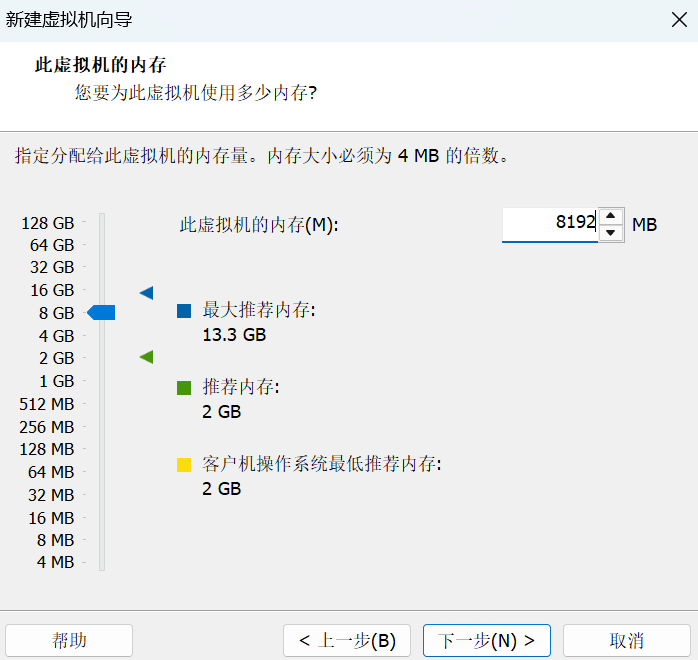 新建虚拟机向导
此虚拟机的内存
您要为此虚拟机使用多少内存?
指定分配给此虚拟机的内存量。内存大小必须为 4 MB 的倍数。
128 GB
64 GB
32 GB
16 GB
8 GB
4 GB
2 GB
1 GB
512 MB
256 MB
128 MB
64 MB
32 MB
16 MB
8 MB
4 MB
此虚拟机的内存(M): 8192 MB
最大推荐内存:
13.3 GB
推荐内存:
2 GB
客户机操作系统最低推荐内存:
2 GB
帮助 < 上一步(B) 下一步(N) > 取消